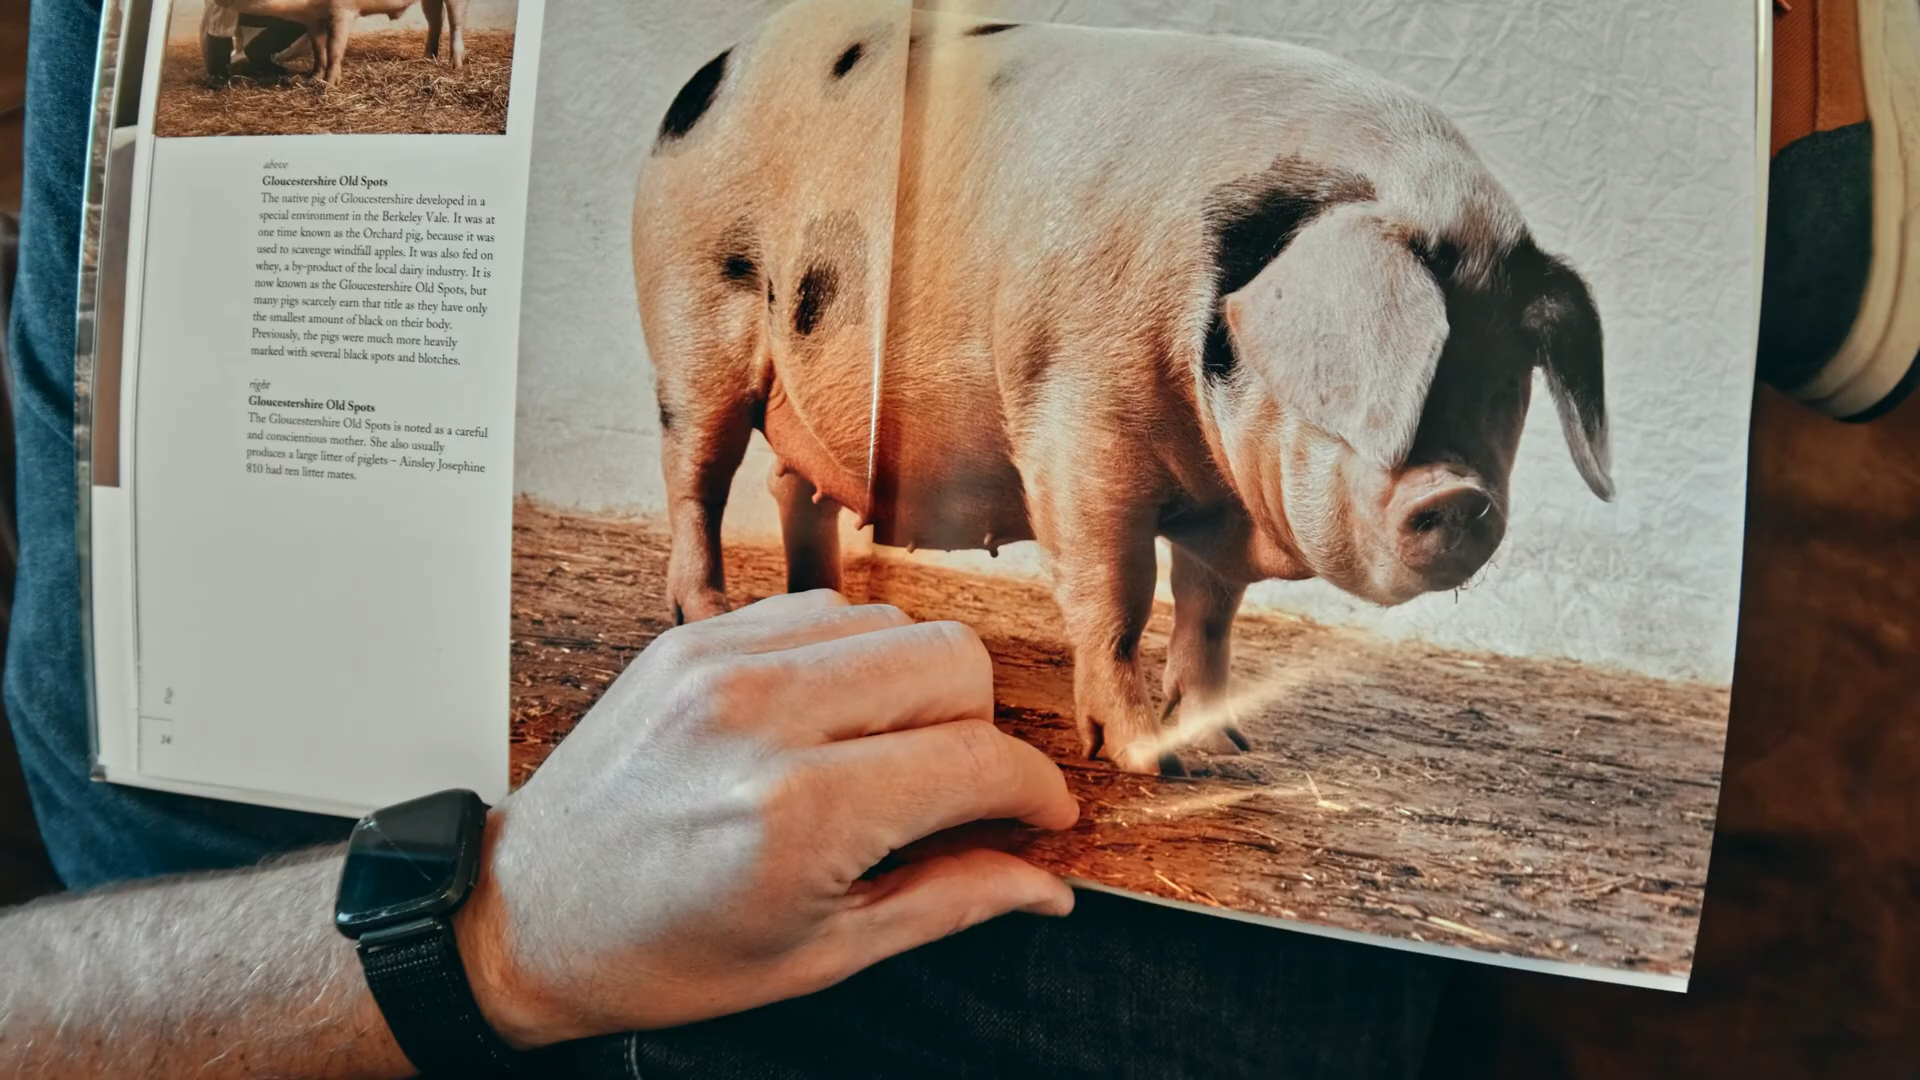 above
Gloucestershire Old Spots
The native pig of Gloucestershire developed in a
special environment in the Berkeley Vale. It was at
one time known as the Orchard pig, because it was
used to scavenge windfall apples. It was also fed on
whey, a by-product of the local dairy industry. It is
now known as the Gloucestershire Old Spots, but
many pigs scarcely earn that title as they have only
the smallest amount of black on their body.
Previously, the pigs were much more heavily
marked with several black spots and blotches.
right
Gloucestershire Old Spots
The Gloucestershire Old Spots is noted as a careful
and conscientious mother. She also usually
produces a large litter of piglets – Ainsley Josephine
810 had ten litter mates.